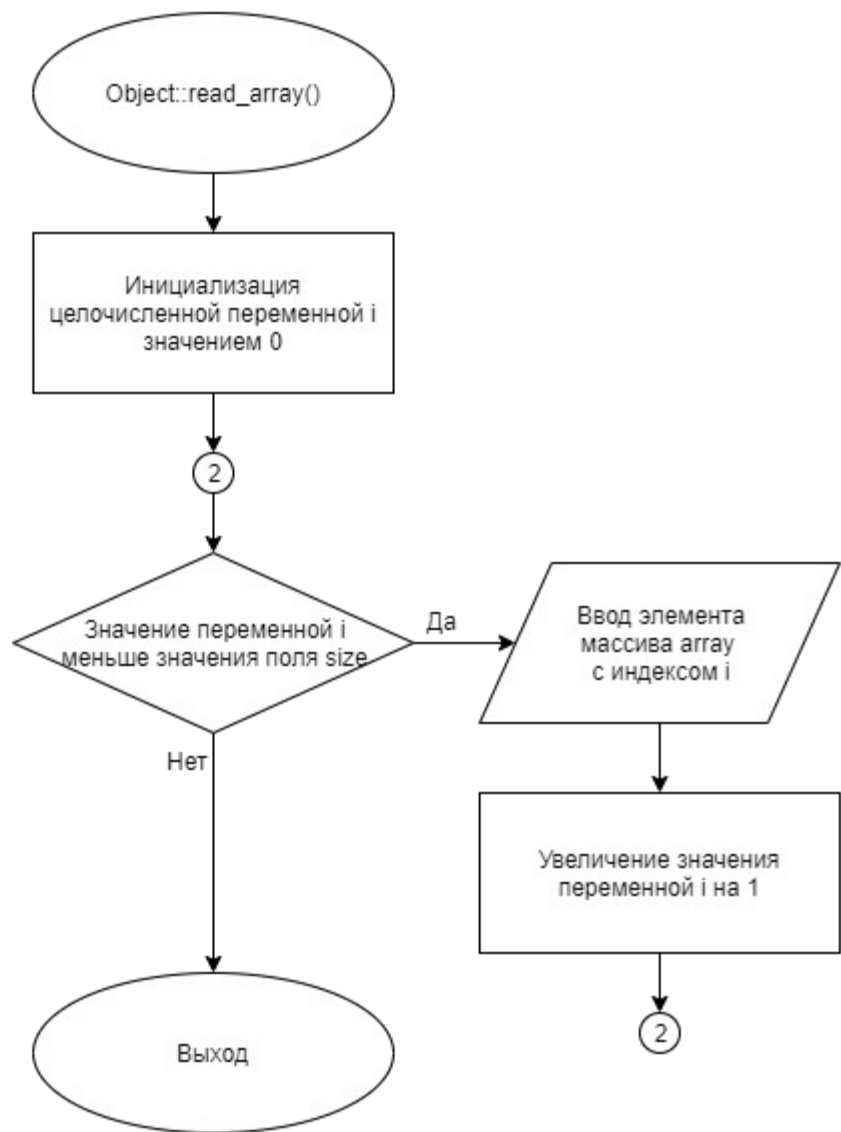 Object::read_array()
Инициализация
целочисленной переменной i
значением 0
2
Значение переменной i
меньше значения поля size
Да
Ввод элемента
массива array
с индексом i
Нет
Увеличение значения
переменной i на 1
2
Выход